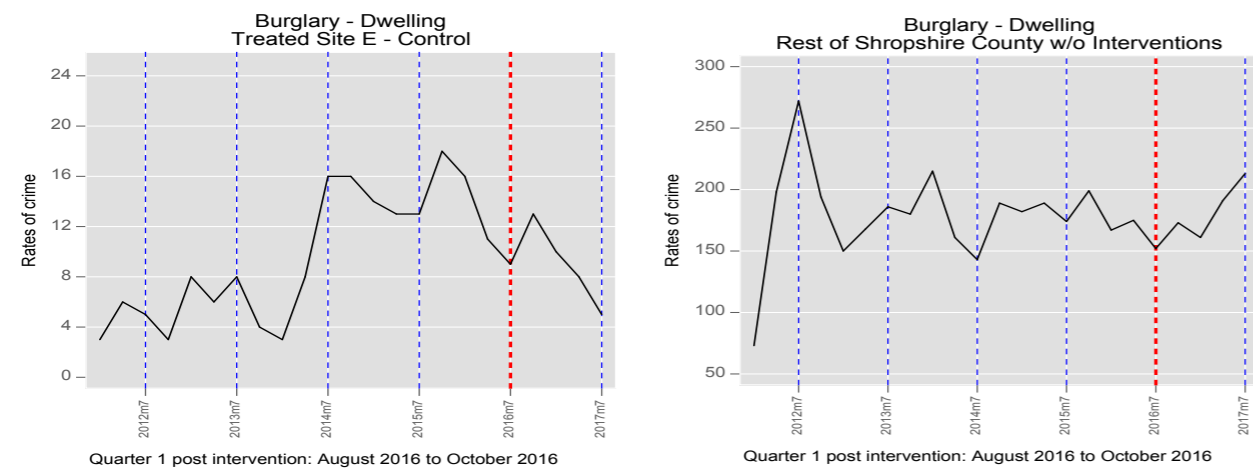 Burglary - Dwelling
Treated Site E - Control
Rates of crime
24
20
16
12
8
4
0
2012m7
2013m7
2014m7
2015m7
2016m7
2017m7
Quarter 1 post intervention: August 2016 to October 2016
Burglary - Dwelling
Rest of Shropshire County w/o Interventions
Rates of crime
300
250
200
150
100
50
2012m7
2013m7
2014m7
2015m7
2016m7
2017m7
Quarter 1 post intervention: August 2016 to October 2016